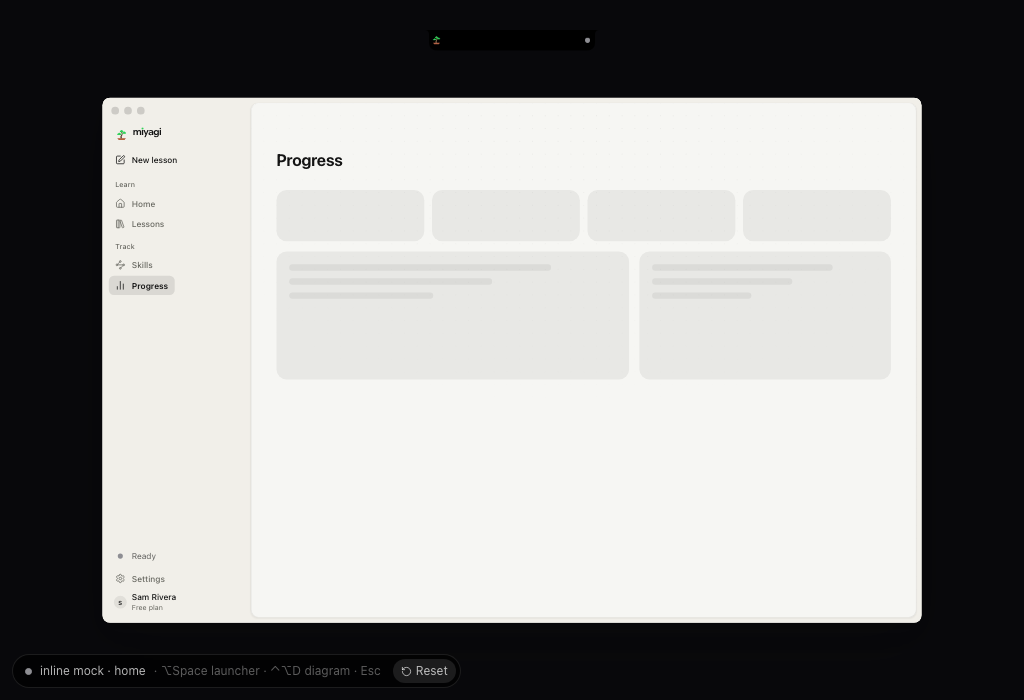 miyagi
New lesson
Learn
Home
Lessons
Track
Skills
Progress
Progress
Ready
Settings
S
Sam Rivera
Free plan
inline mock · home · ⌥Space launcher · ^⌥D diagram · Esc
Reset